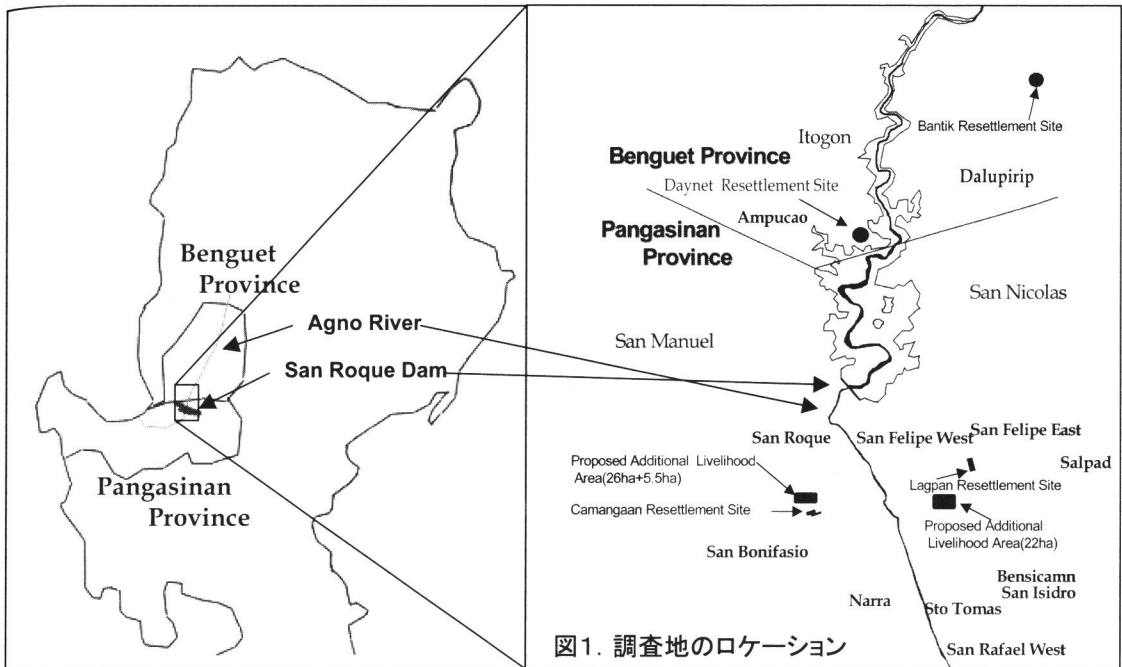 Benguet
Province
Agno River
San Roque Dam
Pangasinan
Province
Bantik Resettlement Site
Itogon
Benguet Province
Daynet Resettlement Site
Dalupirip
Ampucao
Pangasinan
Province
San Nicolas
San Manuel
San Roque
San Felipe West
San Felipe East
Salpad
Proposed Additional Livelihood
Area(26ha+5.5ha)
Lagpan Resettlement Site
Camangaan Resettlement Site
Proposed Additional
Livelihood Area(22ha)
San Bonifasio
Bensicamn
San Isidro
Narra
Sto Tomas
San Rafael West
図1. 調査地のロケーション